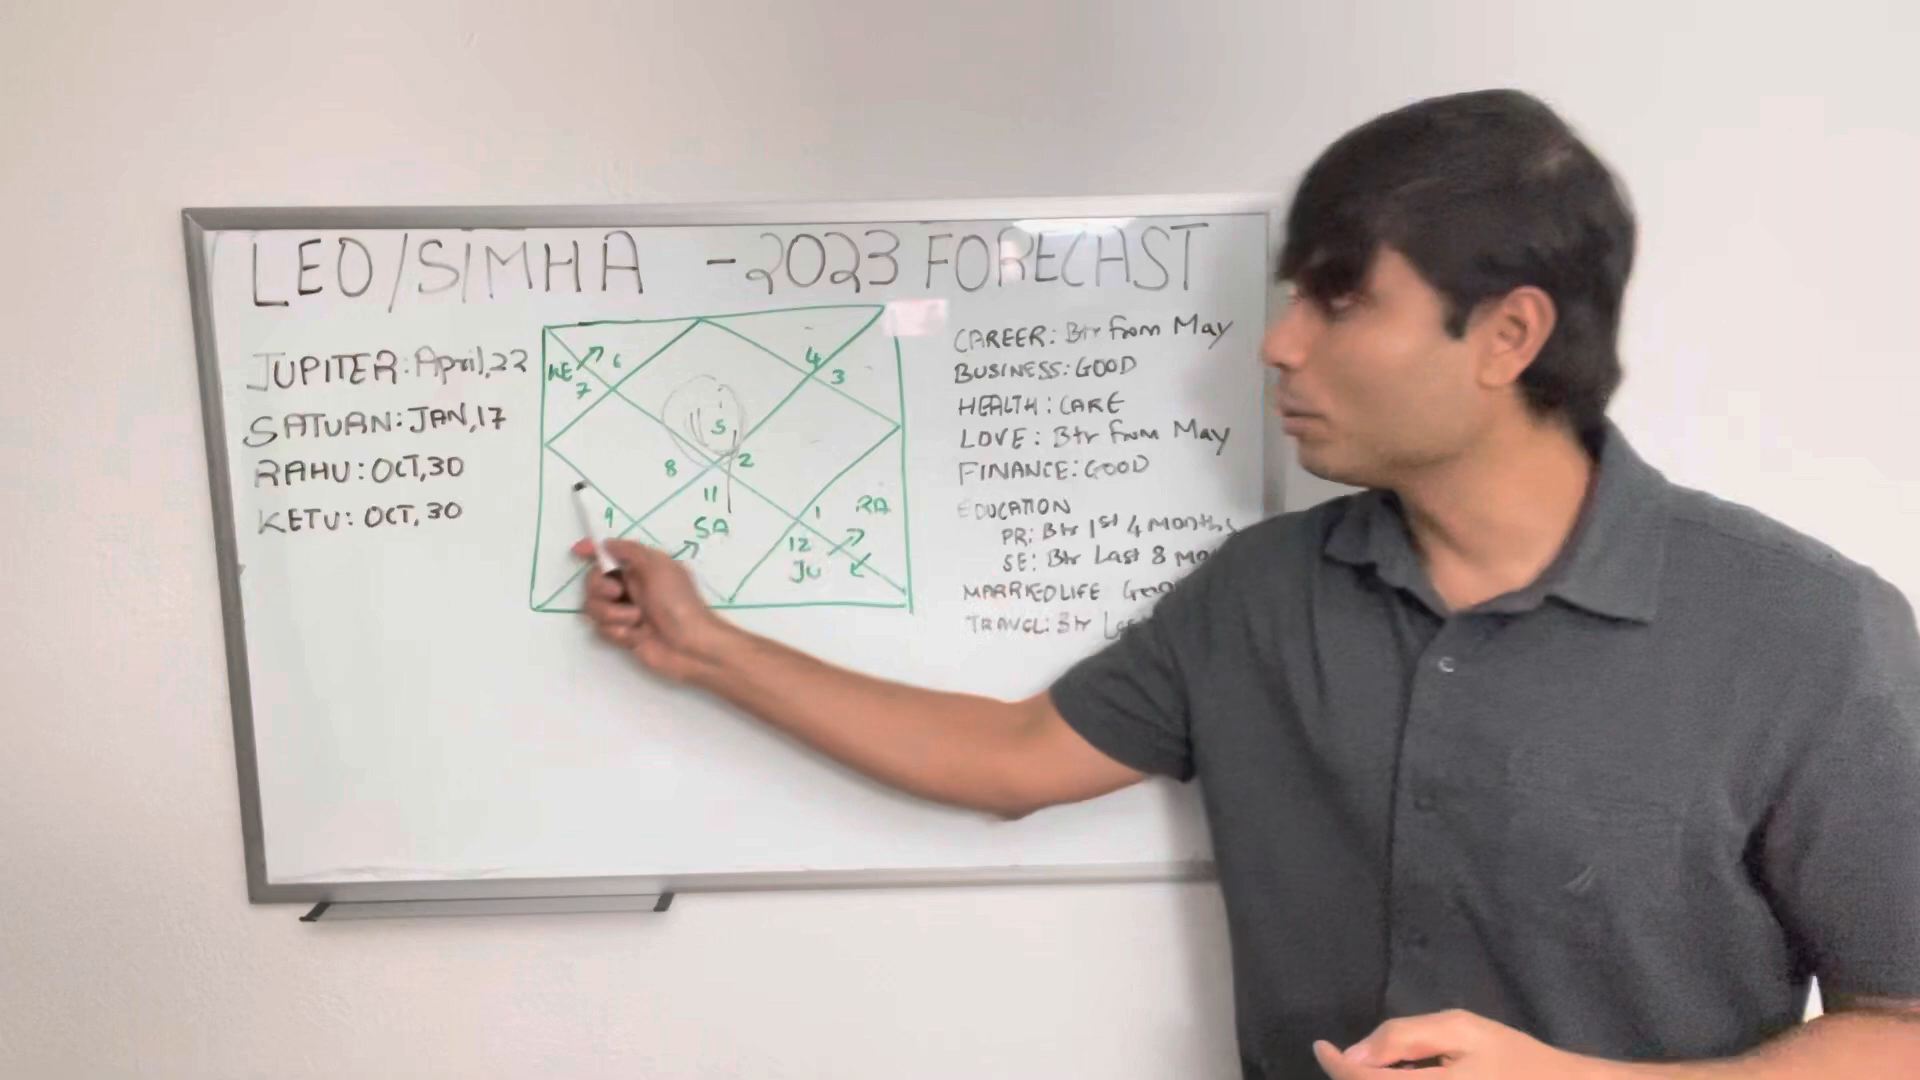 LEO/SIMHA - 2023 FORECAST
JUPITER: April, 22
SATURN: JAN, 17
RAHU: OCT, 30
KETU: OCT, 30
KE 6
7
4
3
5
8 2
11
SA
9
1 RA
12
JU
CAREER: Btr from May
BUSINESS: GOOD
HEALTH: CARE
LOVE: Btr from May
FINANCE: GOOD
EDUCATION
PR: Btr 1st 4 months
SE: Btr Last 8
MARRIED LIFE
TRAVEL: Btr